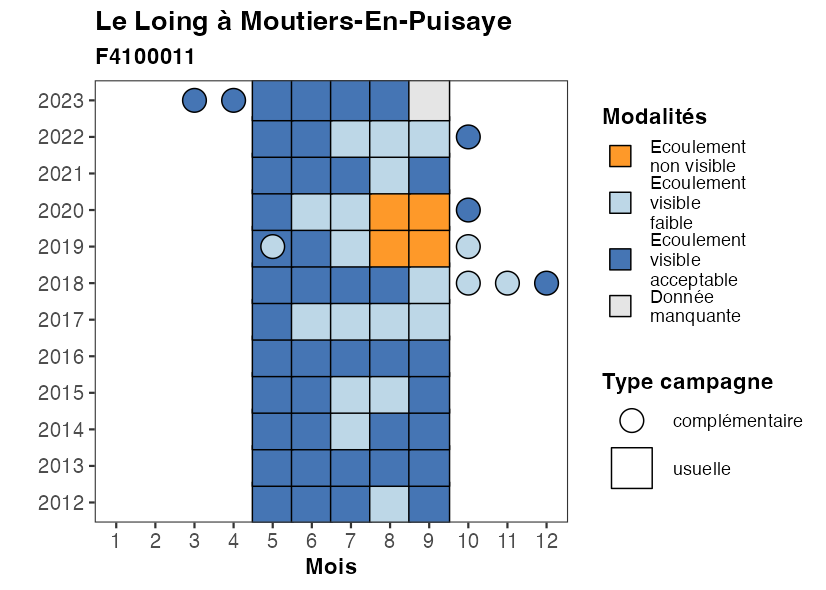 Le Loing à Moutiers-En-Puisaye
F4100011
2023
2022
2021
2020
2019
2018
2017
2016
2015
2014
2013
2012
1 2 3 4 5 6 7 8 9 10 11 12
Mois
Modalités
Ecoulement
non visible
Ecoulement
visible
faible
Ecoulement
visible
acceptable
Donnée
manquante
Type campagne
complémentaire
usuelle